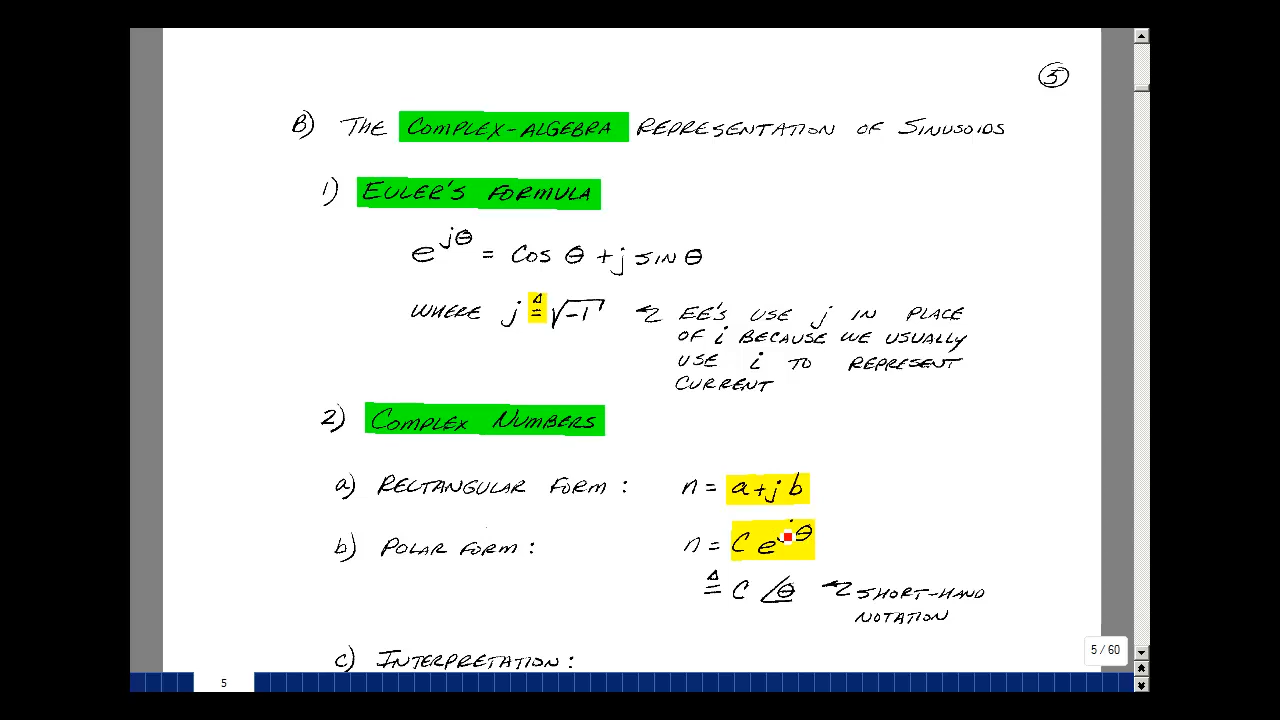 5
B) THE COMPLEX-ALGEBRA REPRESENTATION OF SINUSOIDS
1) EULER'S FORMULA
e^{jθ} = COS θ + j SIN θ
WHERE j ≜ √-1 EE'S USE j IN PLACE
OF i BECAUSE WE USUALLY
USE i TO REPRESENT
CURRENT
2) COMPLEX NUMBERS
a) RECTANGULAR FORM: n = a + j b
b) POLAR FORM: n = C e^{jθ}
≜ C ∠θ SHORT-HAND
NOTATION
c) INTERPRETATION:
5 / 60
5